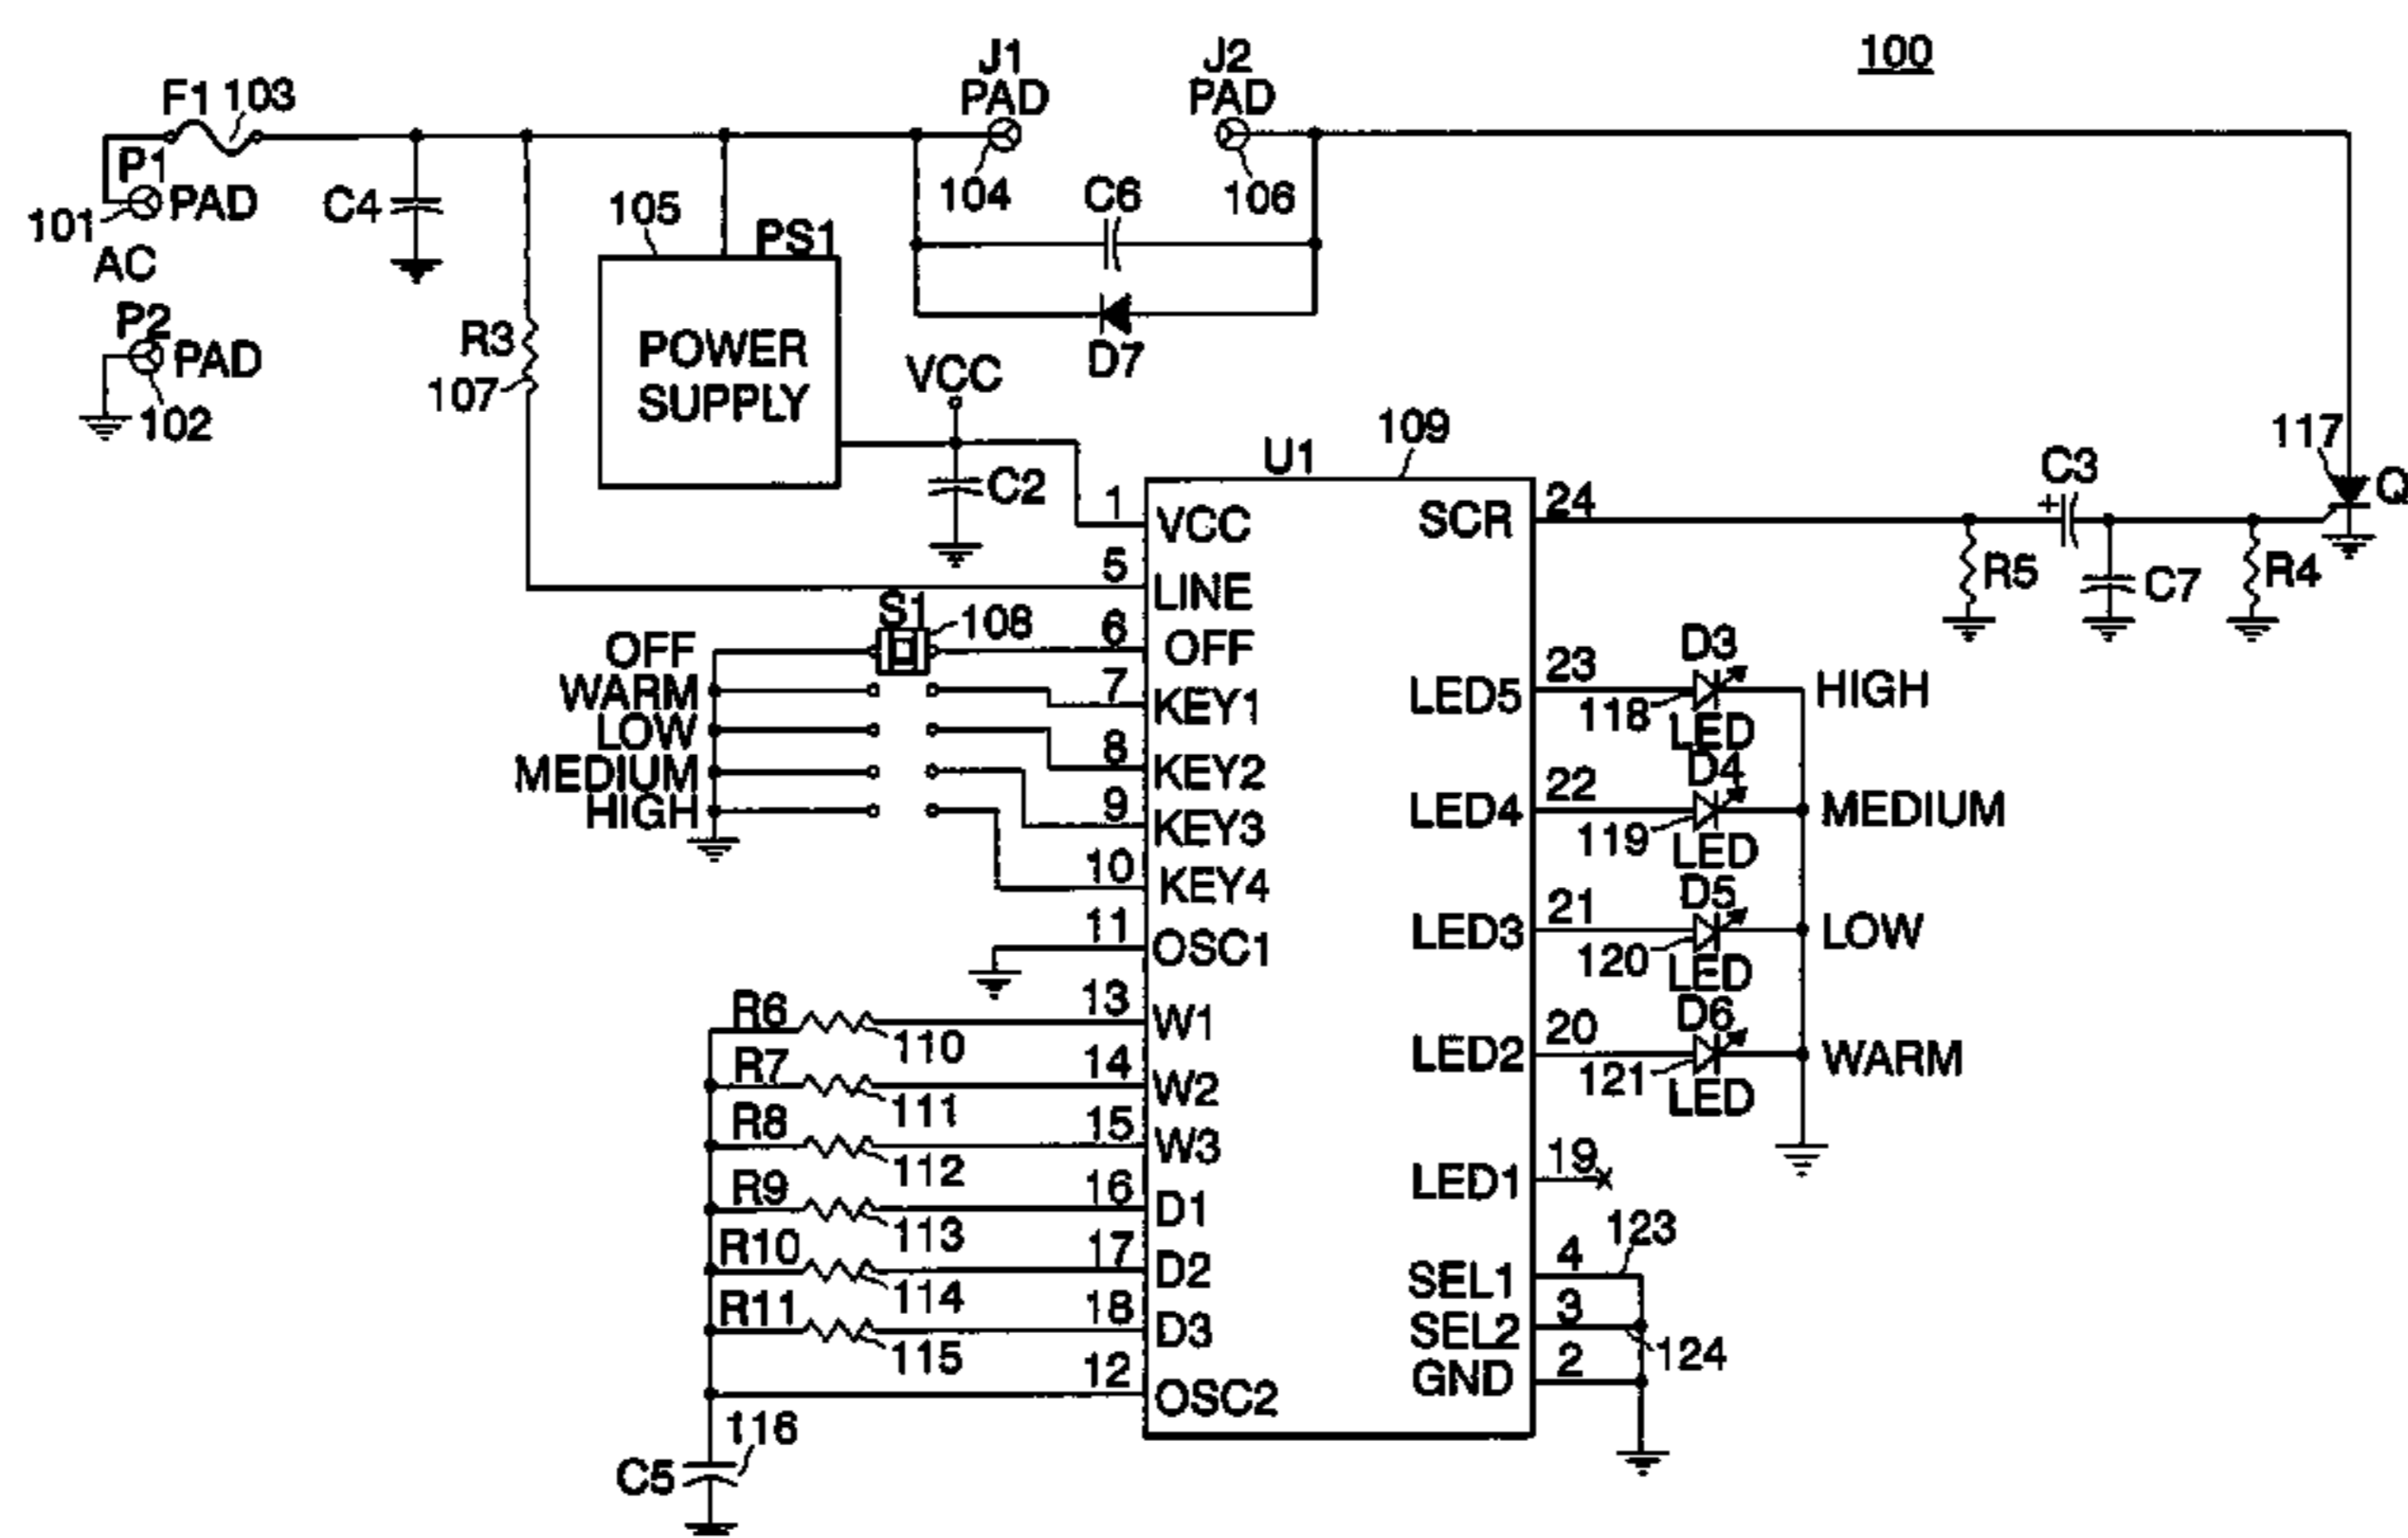 100
J1
PAD
J2
PAD
F1 103
P1
PAD
101
AC
C4
104
C6
106
105
PS1
P2
PAD
102
R3
107
POWER
SUPPLY
D7
VCC
C2
109
U1
117
C3
+
Q
1
VCC
SCR
24
R5
C7
R4
5
LINE
S1
108
OFF
6
OFF
WARM
7
KEY1
LOW
8
KEY2
MEDIUM
9
KEY3
HIGH
10
KEY4
11
OSC1
LED5
23
D3
118
LED
HIGH
LED4
22
D4
119
LED
MEDIUM
LED3
21
D5
120
LED
LOW
LED2
20
D6
121
LED
WARM
R6
110
13
W1
R7
111
14
W2
R8
112
15
W3
R9
113
16
D1
R10
114
17
D2
R11
115
18
D3
12
OSC2
LED1
19
123
SEL1
4
SEL2
3
124
GND
2
116
C5